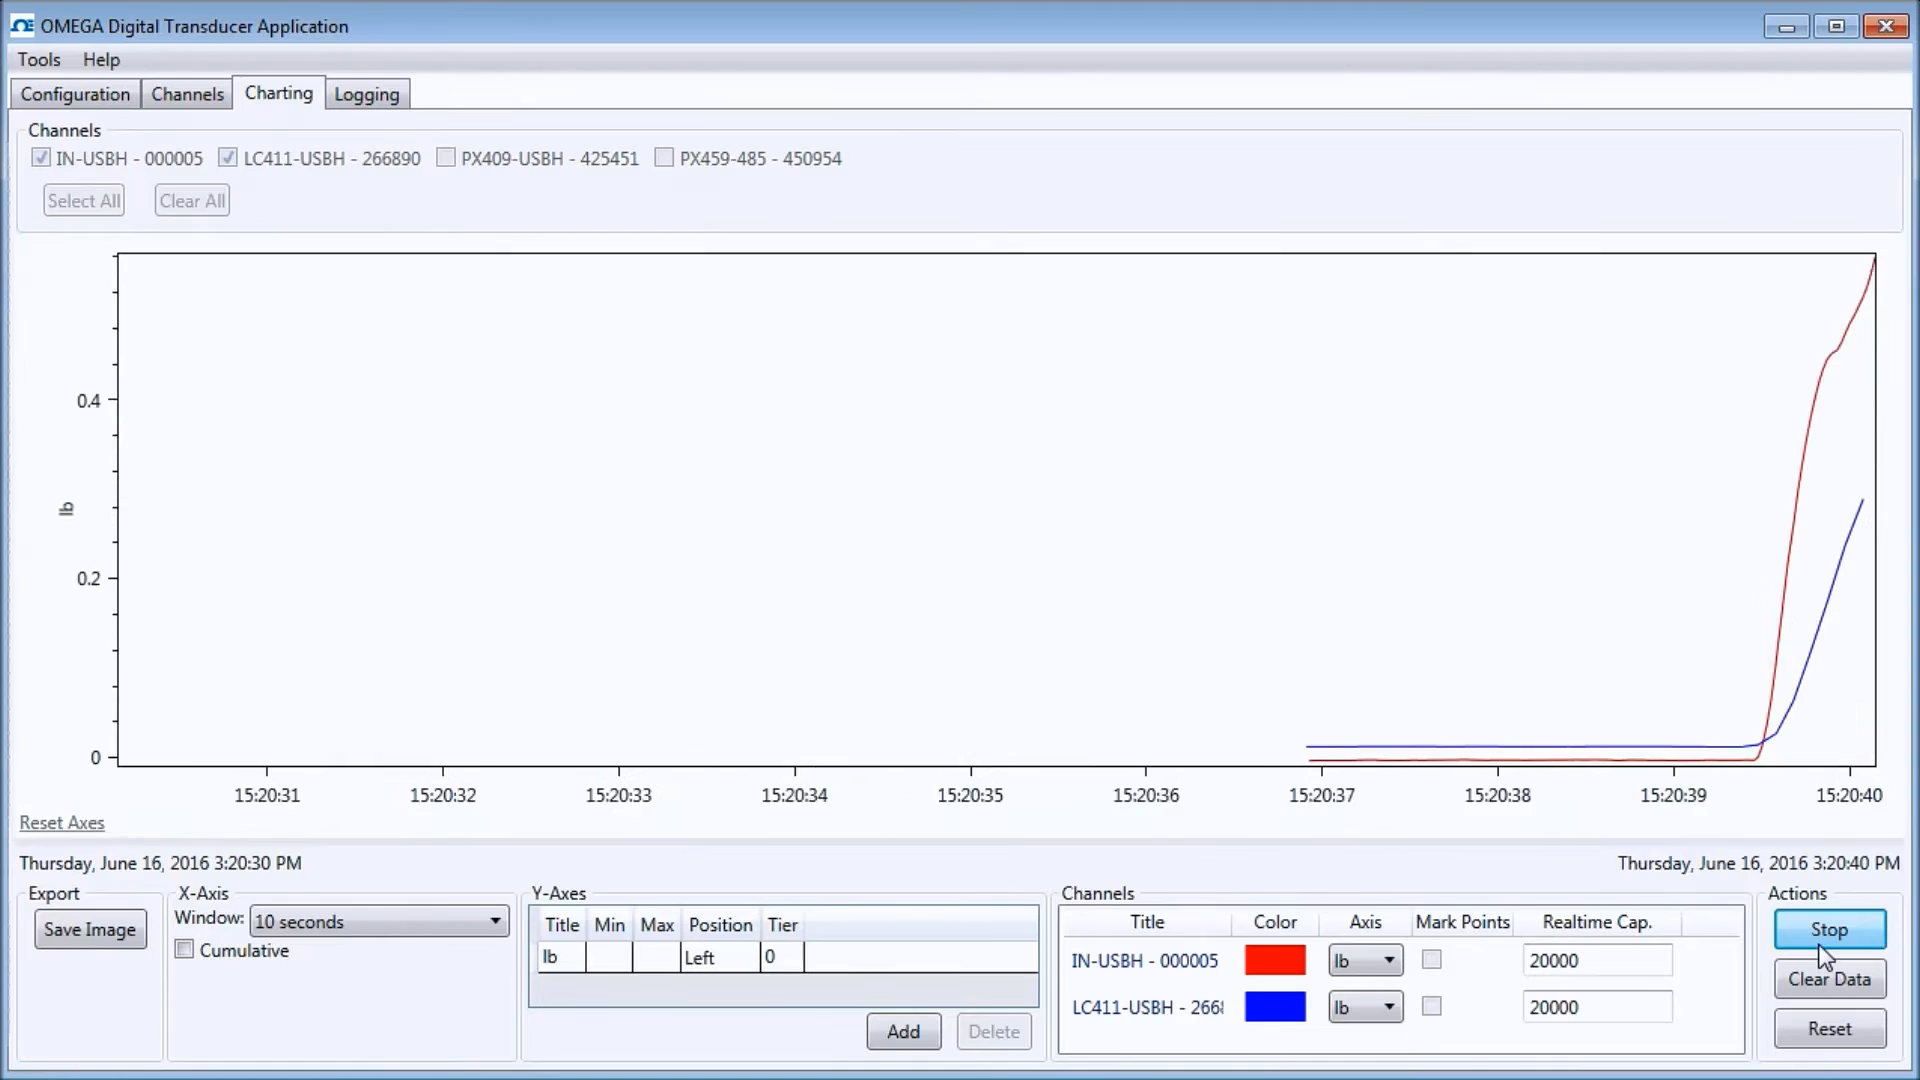 OMEGA Digital Transducer Application
Tools Help
Configuration Channels Charting Logging
Channels
IN-USBH - 000005 LC411-USBH - 266890 PX409-USBH - 425451 PX459-485 - 450954
Select All Clear All
0.4
lb
0.2
0
15:20:31 15:20:32 15:20:33 15:20:34 15:20:35 15:20:36 15:20:37 15:20:38 15:20:39 15:20:40
Reset Axes
Thursday, June 16, 2016 3:20:30 PM Thursday, June 16, 2016 3:20:40 PM
Export X-Axis Y-Axes Channels Actions
Save Image
Window: 10 seconds
Cumulative
Title Min Max Position Tier
lb Left 0
Add Delete
Title Color Axis Mark Points Realtime Cap.
IN-USBH - 000005 lb 20000
LC411-USBH - 2668 lb 20000
Stop
Clear Data
Reset